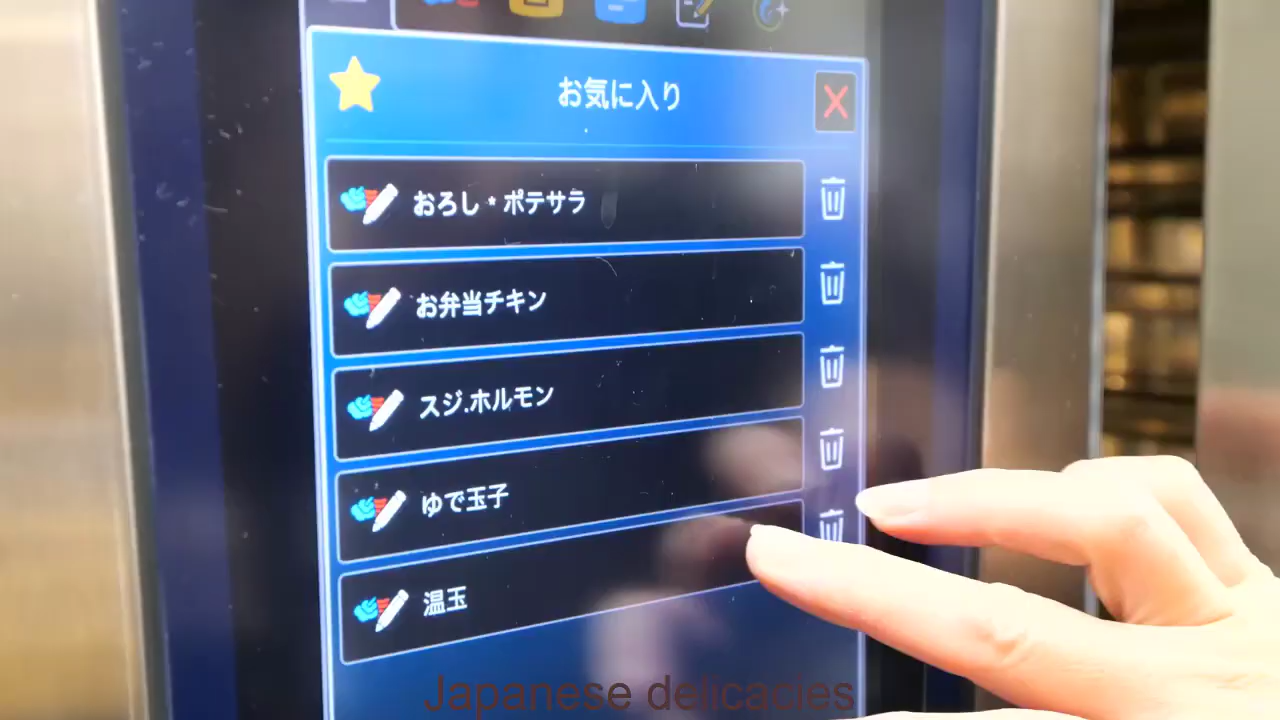 お気に入り
おろし * ポテサラ
お弁当チキン
スジ.ホルモン
ゆで玉子
温玉
Japanese delicacies